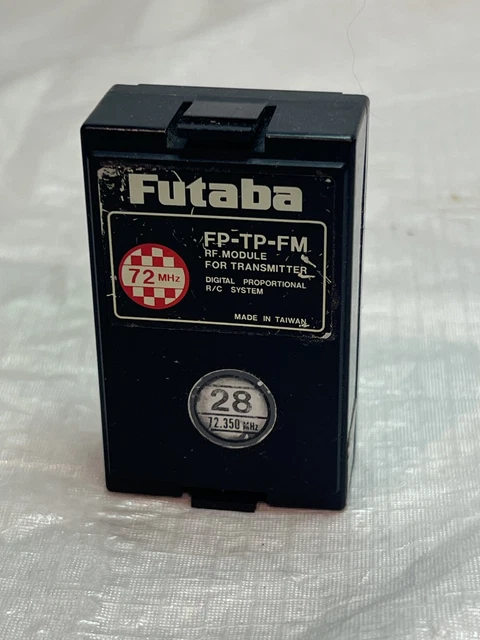 Futaba
FP-TP-FM
RF.MODULE
FOR TRANSMITTER
72 MHz
DIGITAL PROPORTIONAL
R/C SYSTEM
MADE IN TAIWAN
28
72.350 MHz